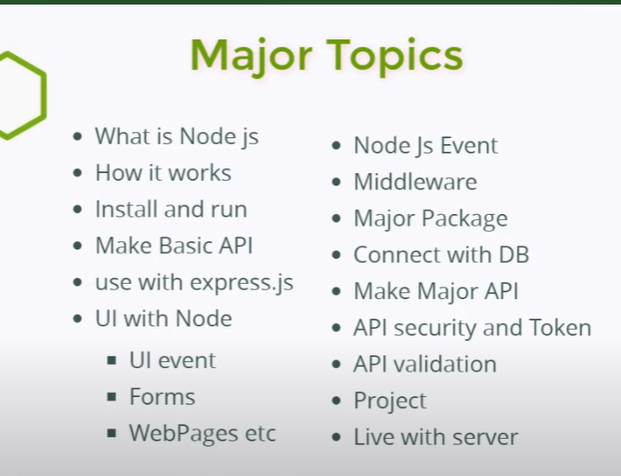 Major Topics
What is Node js
How it works
Install and run
Make Basic API
use with express.js
UI with Node
UI event
Forms
WebPages etc
Node Js Event
Middleware
Major Package
Connect with DB
Make Major API
API security and Token
API validation
Project
Live with server